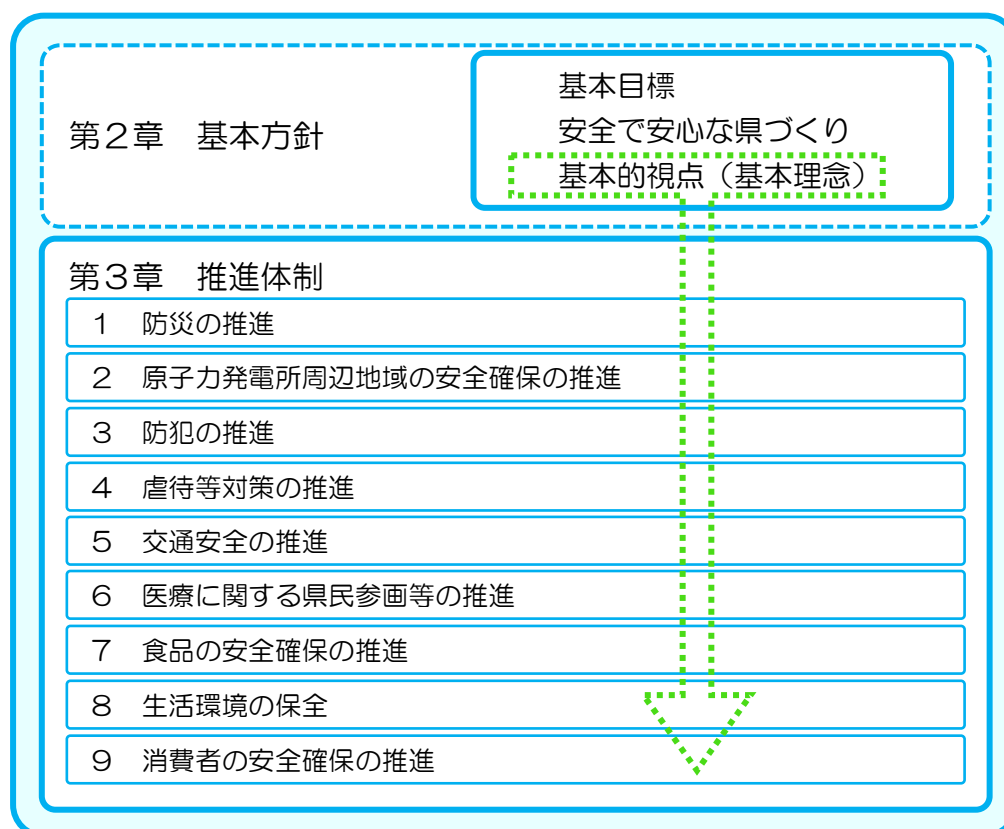 第2章　基本方針
基本目標
安全で安心な県づくり
基本的視点（基本理念）
第3章　推進体制
1　防災の推進
2　原子力発電所周辺地域の安全確保の推進
3　防犯の推進
4　虐待等対策の推進
5　交通安全の推進
6　医療に関する県民参画等の推進
7　食品の安全確保の推進
8　生活環境の保全
9　消費者の安全確保の推進